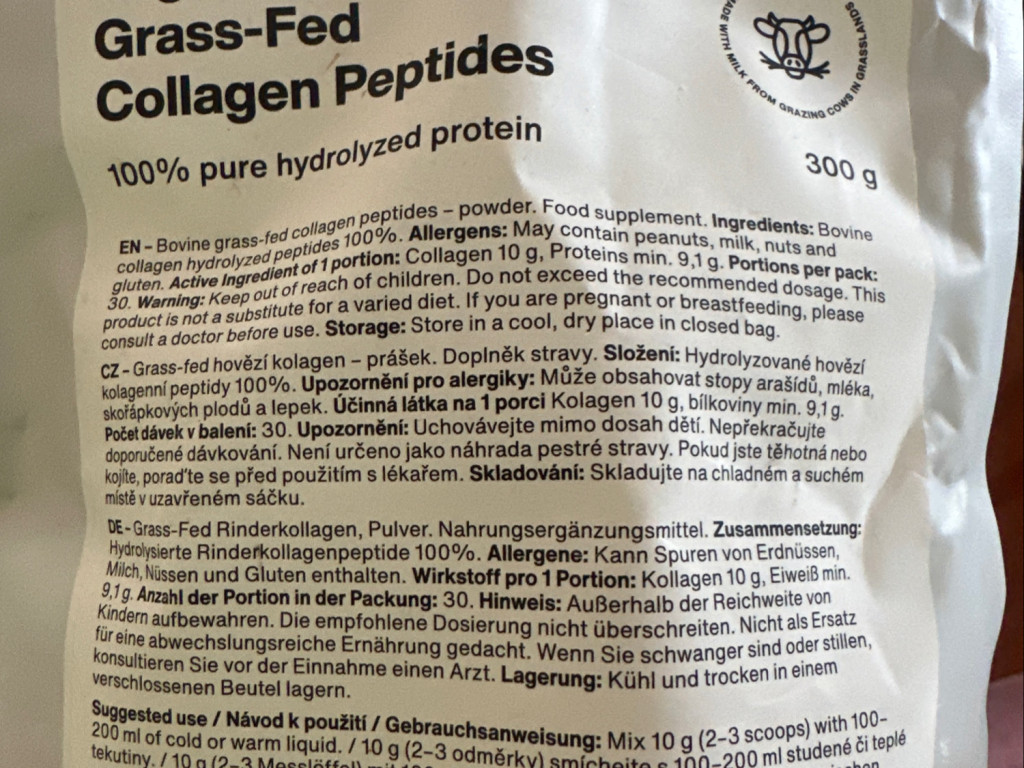 Grass-Fed
Collagen Peptides
100% pure hydrolyzed protein
MADE WITH MILK FROM GRAZING COWS IN GRASSLANDS
300 g
EN - Bovine grass-fed collagen peptides – powder. Food supplement. Ingredients: Bovine
collagen hydrolyzed peptides 100%. Allergens: May contain peanuts, milk, nuts and
gluten. Active Ingredient of 1 portion: Collagen 10 g, Proteins min. 9,1 g. Portions per pack:
30. Warning: Keep out of reach of children. Do not exceed the recommended dosage. This
product is not a substitute for a varied diet. If you are pregnant or breastfeeding, please
consult a doctor before use. Storage: Store in a cool, dry place in closed bag.
CZ - Grass-fed hovězí kolagen – prášek. Doplněk stravy. Složení: Hydrolyzované hovězí
kolagenní peptidy 100%. Upozornění pro alergiky: Může obsahovat stopy arašídů, mléka,
skořápkových plodů a lepek. Účinná látka na 1 porci Kolagen 10 g, bílkoviny min. 9,1 g.
Počet dávek v balení: 30. Upozornění: Uchovávejte mimo dosah dětí. Nepřekračujte
doporučené dávkování. Není určeno jako náhrada pestré stravy. Pokud jste těhotná nebo
kojíte, poraďte se před použitím s lékařem. Skladování: Skladujte na chladném a suchém
místě v uzavřeném sáčku.
DE - Grass-Fed Rinderkollagen, Pulver. Nahrungsergänzungsmittel. Zusammensetzung:
Hydrolysierte Rinderkollagenpeptide 100%. Allergene: Kann Spuren von Erdnüssen,
Milch, Nüssen und Gluten enthalten. Wirkstoff pro 1 Portion: Kollagen 10 g, Eiweiß min.
9,1 g. Anzahl der Portion in der Packung: 30. Hinweis: Außerhalb der Reichweite von
Kindern aufbewahren. Die empfohlene Dosierung nicht überschreiten. Nicht als Ersatz
für eine abwechslungsreiche Ernährung gedacht. Wenn Sie schwanger sind oder stillen,
konsultieren Sie vor der Einnahme einen Arzt. Lagerung: Kühl und trocken in einem
verschlossenen Beutel lagern.
Suggested use / Návod k použití / Gebrauchsanweisung: Mix 10 g (2-3 scoops) with 100-
200 ml of cold or warm liquid. / 10 g (2-3 odměrky) smíchejte s 100-200 ml studené či teplé
tekutiny. / 10 g (2-3 Messlöffel) mit